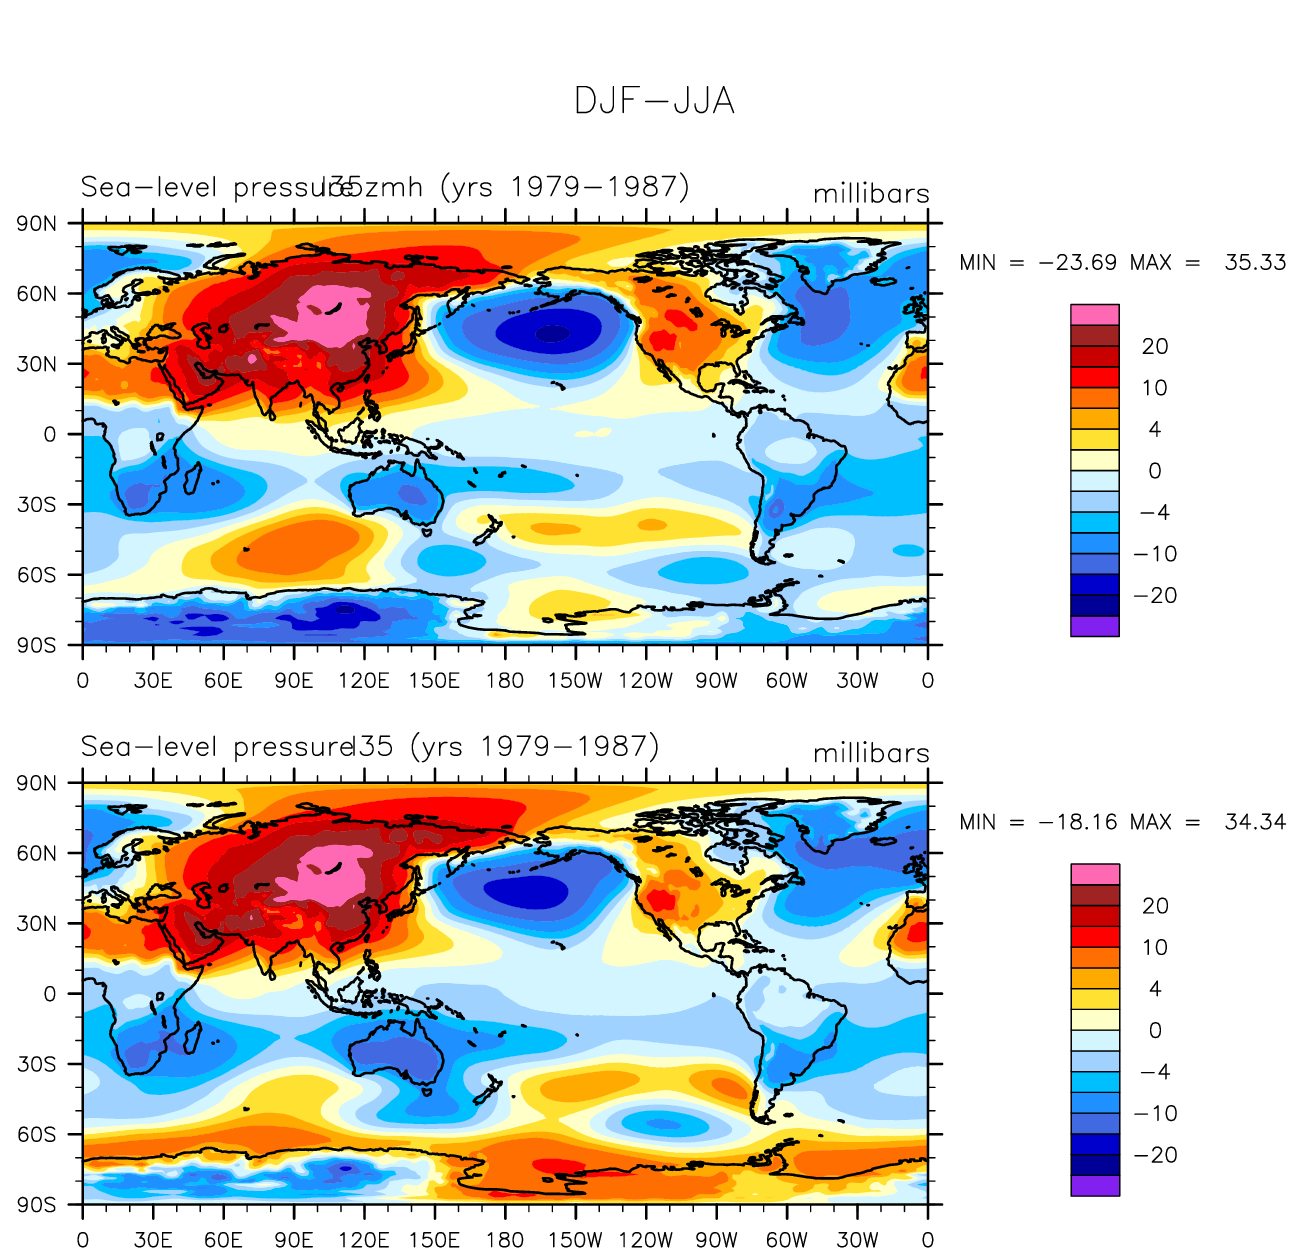 DJF−JJA
Sea−level pressure l35zmh (yrs 1979−1987) millibars
90N
60N
30N
0
30S
60S
90S
0 30E 60E 90E 120E 150E 180 150W 120W 90W 60W 30W 0
MIN = −23.69 MAX = 35.33
20
10
4
0
−4
−10
−20
Sea−level pressure l35 (yrs 1979−1987) millibars
90N
60N
30N
0
30S
60S
90S
0 30E 60E 90E 120E 150E 180 150W 120W 90W 60W 30W 0
MIN = −18.16 MAX = 34.34
20
10
4
0
−4
−10
−20